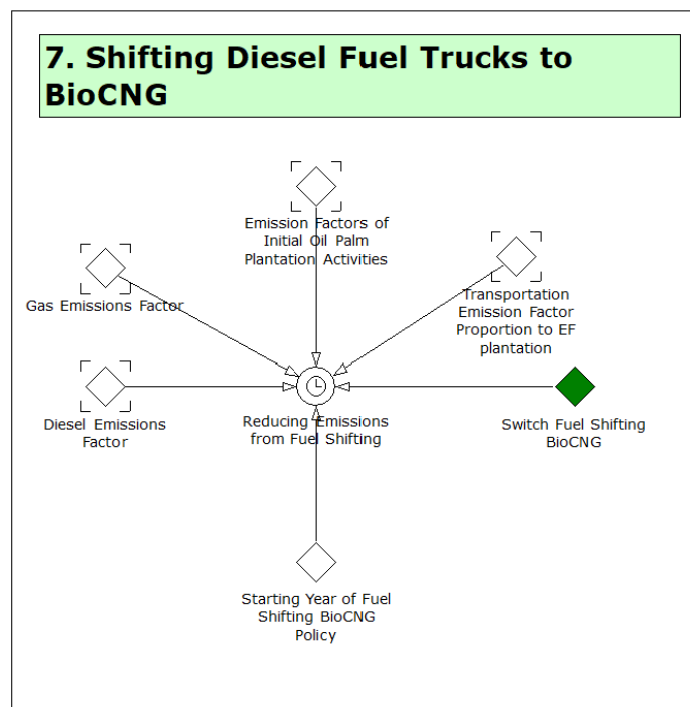 7. Shifting Diesel Fuel Trucks to
BioCNG
Emission Factors of
Initial Oil Palm
Plantation Activities
Gas Emissions Factor
Transportation
Emission Factor
Proportion to EF
plantation
Diesel Emissions
Factor
Reducing Emissions
from Fuel Shifting
Switch Fuel Shifting
BioCNG
Starting Year of Fuel
Shifting BioCNG
Policy